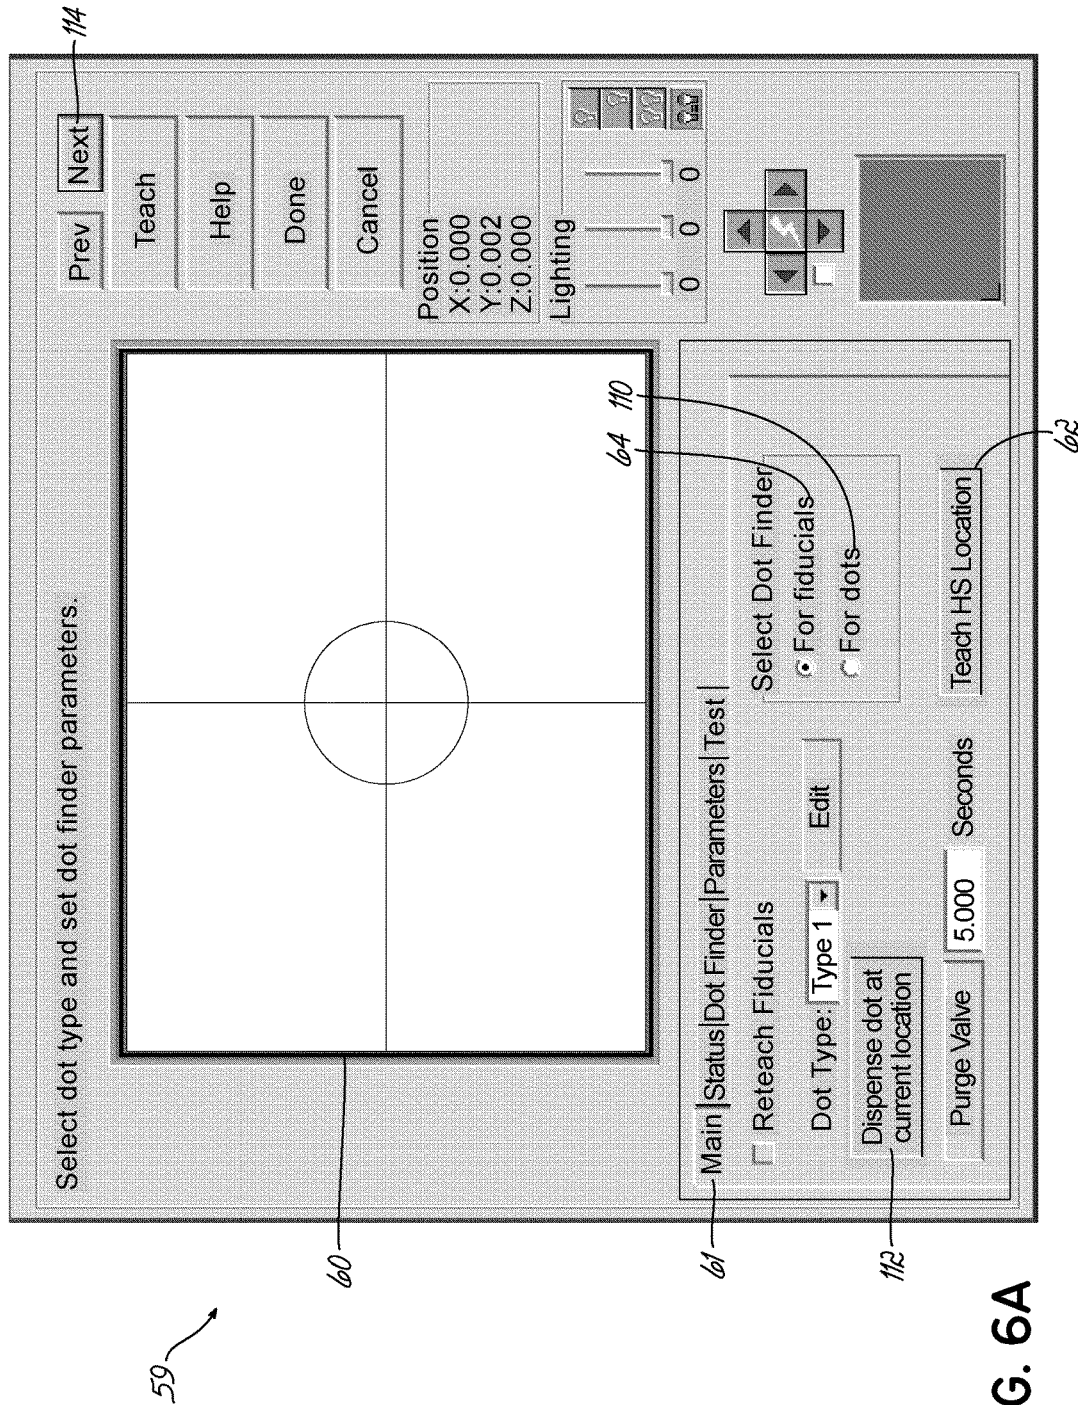 Select dot type and set dot finder parameters.
Prev
Next
114
Teach
Help
Done
Cancel
Position
X:0.000
Y:0.002
Z:0.000
Lighting
0
0
0
60
59
Main
Status
Dot Finder
Parameters
Test
61
Reteach Fiducials
Dot Type:
Type 1
Edit
Dispense dot at
current location
112
Purge Valve
5.000
Seconds
Select Dot Finder
For fiducials
64
For dots
110
Teach HS Location
62
G. 6A